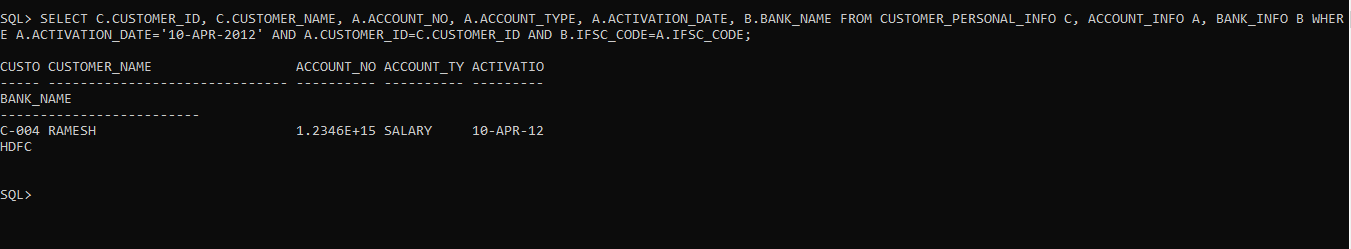 SQL> SELECT C.CUSTOMER_ID, C.CUSTOMER_NAME, A.ACCOUNT_NO, A.ACCOUNT_TYPE, A.ACTIVATION_DATE, B.BANK_NAME FROM CUSTOMER_PERSONAL_INFO C, ACCOUNT_INFO A, BANK_INFO B WHER
E A.ACTIVATION_DATE='10-APR-2012' AND A.CUSTOMER_ID=C.CUSTOMER_ID AND B.IFSC_CODE=A.IFSC_CODE;
CUSTO CUSTOMER_NAME                  ACCOUNT_NO ACCOUNT_TY ACTIVATIO
----- ------------------------------ ---------- ---------- ---------
BANK_NAME
-------------------------
C-004 RAMESH                         1.2346E+15 SALARY     10-APR-12
HDFC
SQL>